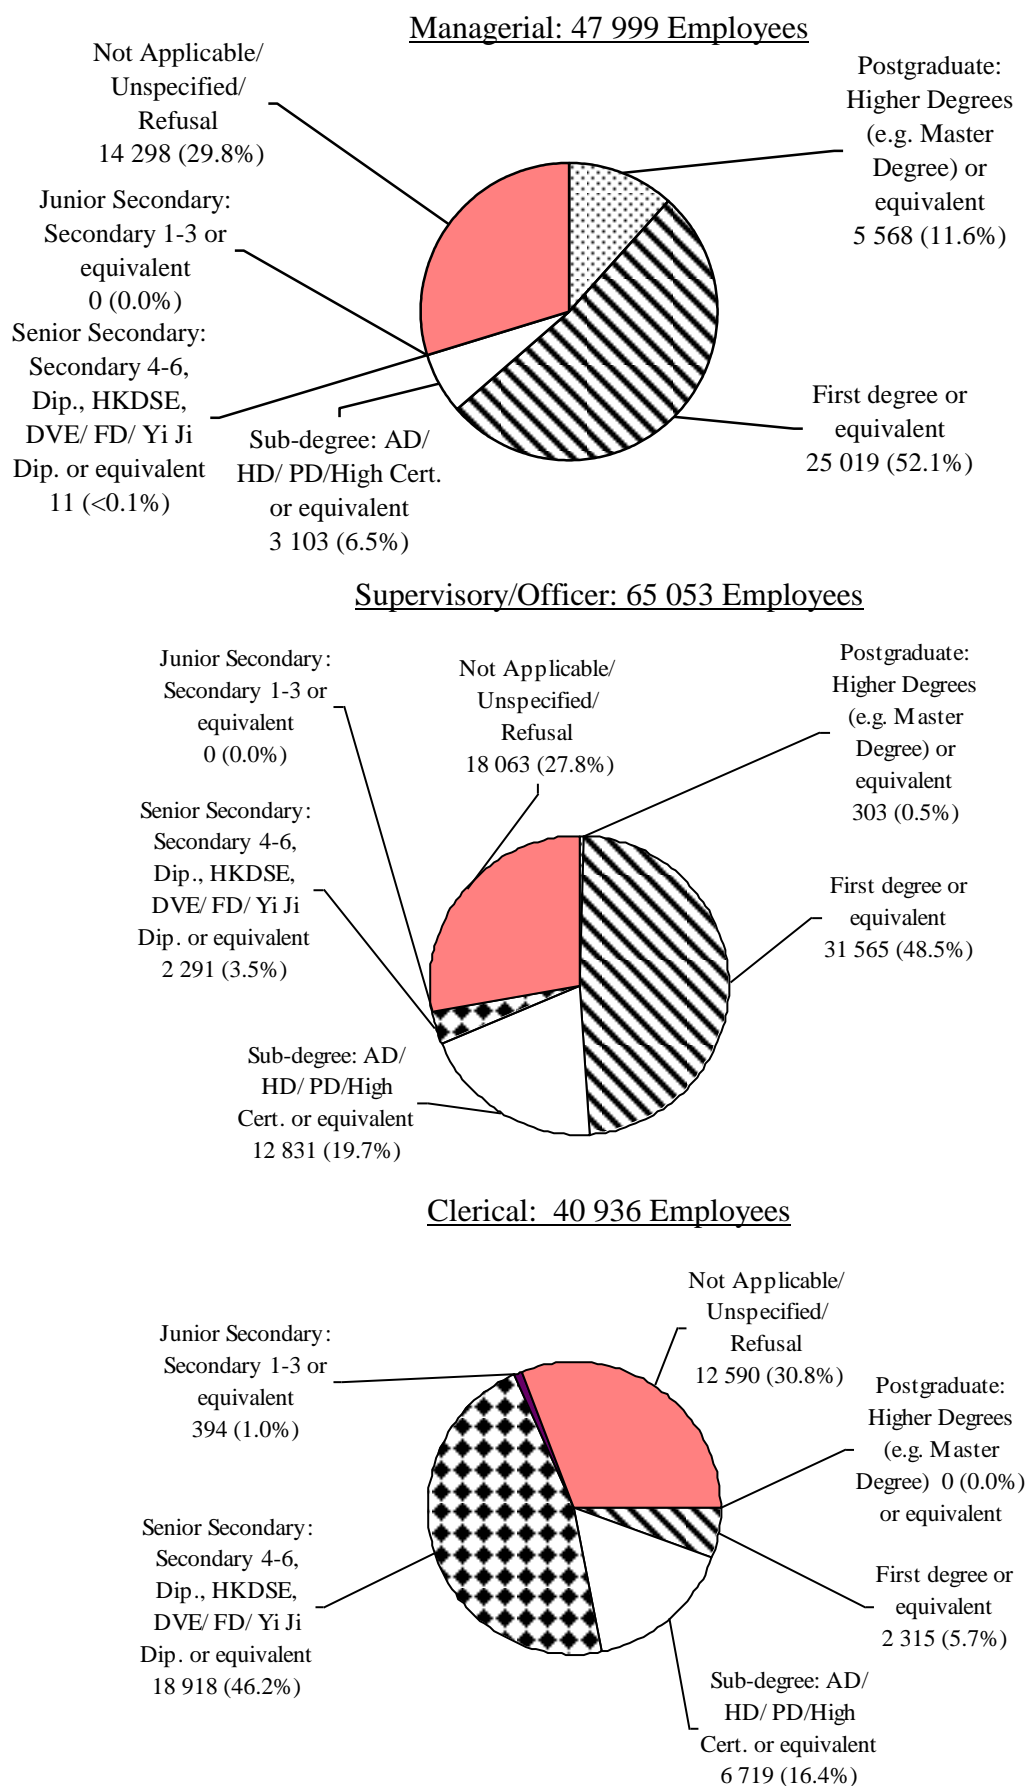 Managerial: 47 999 Employees
Not Applicable/
Unspecified/
Refusal
14 298 (29.8%)
Postgraduate:
Higher Degrees
(e.g. Master
Degree) or
equivalent
5 568 (11.6%)
Junior Secondary:
Secondary 1-3 or
equivalent
0 (0.0%)
Senior Secondary:
Secondary 4-6,
Dip., HKDSE,
DVE/ FD/ Yi Ji
Dip. or equivalent
11 (<0.1%)
Sub-degree: AD/
HD/ PD/High Cert.
or equivalent
3 103 (6.5%)
First degree or
equivalent
25 019 (52.1%)
Supervisory/Officer: 65 053 Employees
Junior Secondary:
Secondary 1-3 or
equivalent
0 (0.0%)
Not Applicable/
Unspecified/
Refusal
18 063 (27.8%)
Postgraduate:
Higher Degrees
(e.g. Master
Degree) or
equivalent
303 (0.5%)
Senior Secondary:
Secondary 4-6,
Dip., HKDSE,
DVE/ FD/ Yi Ji
Dip. or equivalent
2 291 (3.5%)
First degree or
equivalent
31 565 (48.5%)
Sub-degree: AD/
HD/ PD/High
Cert. or equivalent
12 831 (19.7%)
Clerical:  40 936 Employees
Not Applicable/
Unspecified/
Refusal
12 590 (30.8%)
Junior Secondary:
Secondary 1-3 or
equivalent
394 (1.0%)
Postgraduate:
Higher Degrees
(e.g. Master
Degree)  0 (0.0%)
or equivalent
Senior Secondary:
Secondary 4-6,
Dip., HKDSE,
DVE/ FD/ Yi Ji
Dip. or equivalent
18 918 (46.2%)
First degree or
equivalent
2 315 (5.7%)
Sub-degree: AD/
HD/ PD/High
Cert. or equivalent
6 719 (16.4%)